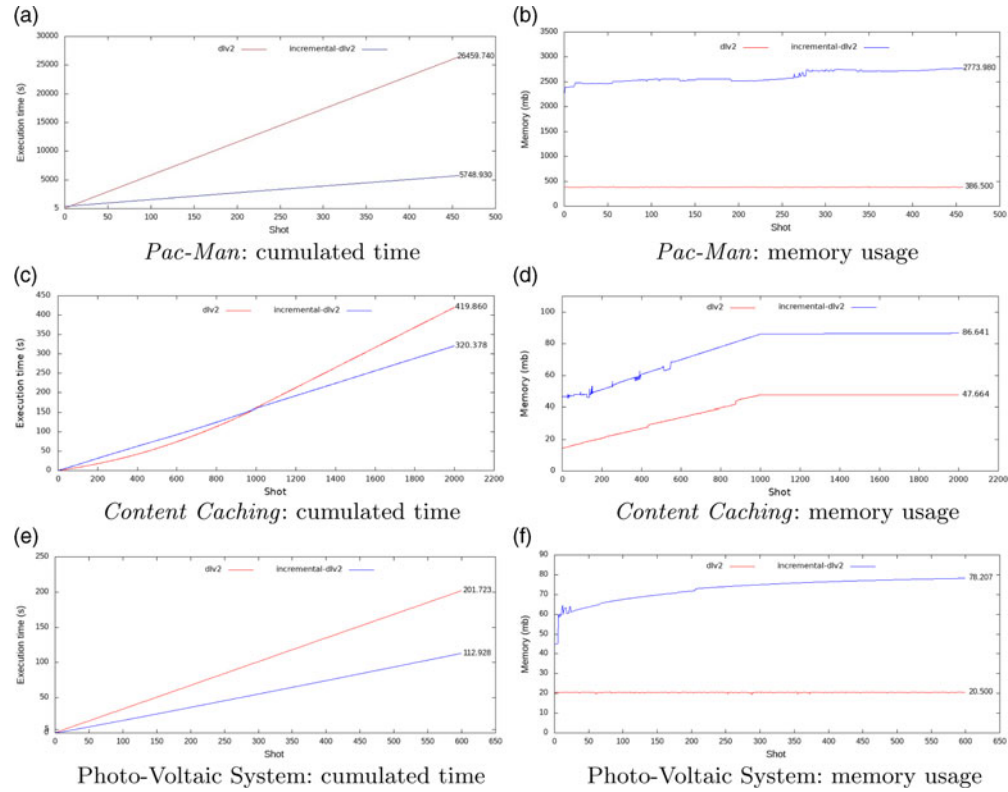 (a)
dlv2
incremental-dlv2
30000
25000
20000
15000
10000
5000
5
Execution time (s)
26459.740
5748.930
0 50 100 150 200 250 300 350 400 450 500
Shot
Pac-Man: cumulated time
(b)
dlv2
incremental-dlv2
3500
3000
2500
2000
1500
1000
500
0
Memory (mb)
2773.980
386.500
0 50 100 150 200 250 300 350 400 450 500
Shot
Pac-Man: memory usage
(c)
dlv2
incremental-dlv2
450
400
350
300
250
200
150
100
50
0
Execution time (s)
419.860
320.378
0 200 400 600 800 1000 1200 1400 1600 1800 2000 2200
Shot
Content Caching: cumulated time
(d)
dlv2
incremental-dlv2
100
80
60
40
20
0
Memory (mb)
86.641
47.664
0 200 400 600 800 1000 1200 1400 1600 1800 2000 2200
Shot
Content Caching: memory usage
(e)
dlv2
incremental-dlv2
250
200
150
100
50
5
0
Execution time (s)
201.723
112.928
0 50 100 150 200 250 300 350 400 450 500 550 600 650
Shot
Photo-Voltaic System: cumulated time
(f)
dlv2
incremental-dlv2
90
80
70
60
50
40
30
20
10
0
Memory (mb)
78.207
20.500
0 50 100 150 200 250 300 350 400 450 500 550 600 650
Shot
Photo-Voltaic System: memory usage